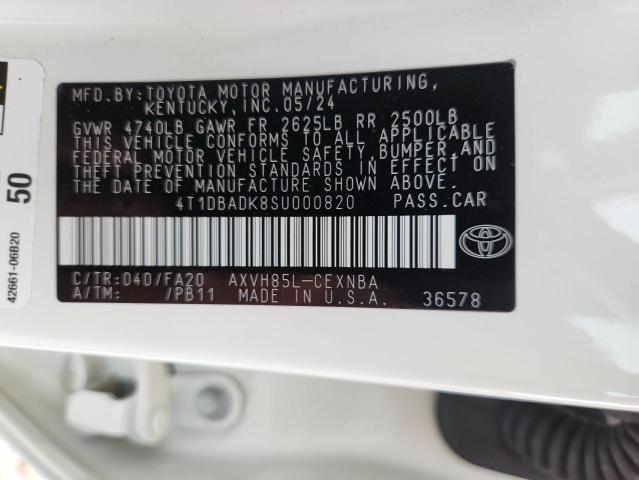 MFD.BY:TOYOTA MOTOR MANUFACTURING,
KENTUCKY, INC.05/24
GVWR 4740LB GAWR FR 2625LB RR 2500LB
THIS VEHICLE CONFORMS TO ALL APPLICABLE
FEDERAL MOTOR VEHICLE SAFETY, BUMPER, AND
THEFT PREVENTION STANDARDS IN EFFECT ON
THE DATE OF MANUFACTURE SHOWN ABOVE.
4T1DBADK8SU000820 PASS.CAR
C/TR:040/FA20 AXVH85L-CEXNBA
A/TM: /PB11 MADE IN U.S.A. 36578
50
42661-06B20